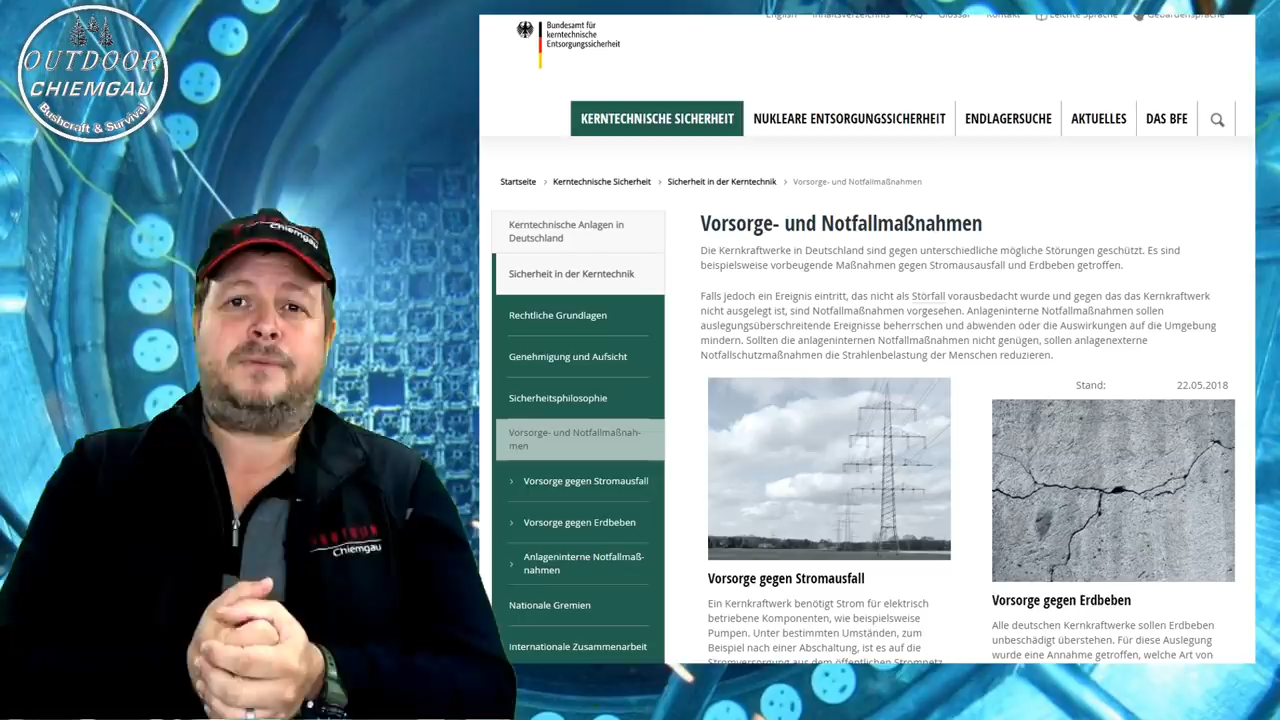 OUTDOOR
CHIEMGAU
Bushcraft & Survival
Chiemgau
Chiemgau
English Inhaltsverzeichnis FAQ Glossar Kontakt Leichte Sprache Gebärdensprache
Bundesamt für
kerntechnische
Entsorgungssicherheit
KERNTECHNISCHE SICHERHEIT NUKLEARE ENTSORGUNGSSICHERHEIT ENDLAGERSUCHE AKTUELLES DAS BFE
Startseite > Kerntechnische Sicherheit > Sicherheit in der Kerntechnik > Vorsorge- und Notfallmaßnahmen
Kerntechnische Anlagen in
Deutschland
Sicherheit in der Kerntechnik
Rechtliche Grundlagen
Genehmigung und Aufsicht
Sicherheitsphilosophie
Vorsorge- und Notfallmaßnah-
men
> Vorsorge gegen Stromausfall
> Vorsorge gegen Erdbeben
> Anlageninterne Notfallmaß-
nahmen
Nationale Gremien
Internationale Zusammenarbeit
Vorsorge- und Notfallmaßnahmen
Die Kernkraftwerke in Deutschland sind gegen unterschiedliche mögliche Störungen geschützt. Es sind
beispielsweise vorbeugende Maßnahmen gegen Stromausausfall und Erdbeben getroffen.
Falls jedoch ein Ereignis eintritt, das nicht als Störfall vorausbedacht wurde und gegen das das Kernkraftwerk
nicht ausgelegt ist, sind Notfallmaßnahmen vorgesehen. Anlageninterne Notfallmaßnahmen sollen
auslegungsüberschreitende Ereignisse beherrschen und abwenden oder die Auswirkungen auf die Umgebung
mindern. Sollten die anlageninternen Notfallmaßnahmen nicht genügen, sollen anlagenexterne
Notfallschutzmaßnahmen die Strahlenbelastung der Menschen reduzieren.
Stand: 22.05.2018
Vorsorge gegen Stromausfall
Ein Kernkraftwerk benötigt Strom für elektrisch
betriebene Komponenten, wie beispielsweise
Pumpen. Unter bestimmten Umständen, zum
Beispiel nach einer Abschaltung, ist es auf die
Stromversorgung aus dem öffentlichen Stromnetz
Vorsorge gegen Erdbeben
Alle deutschen Kernkraftwerke sollen Erdbeben
unbeschädigt überstehen. Für diese Auslegung
wurde eine Annahme getroffen, welche Art von